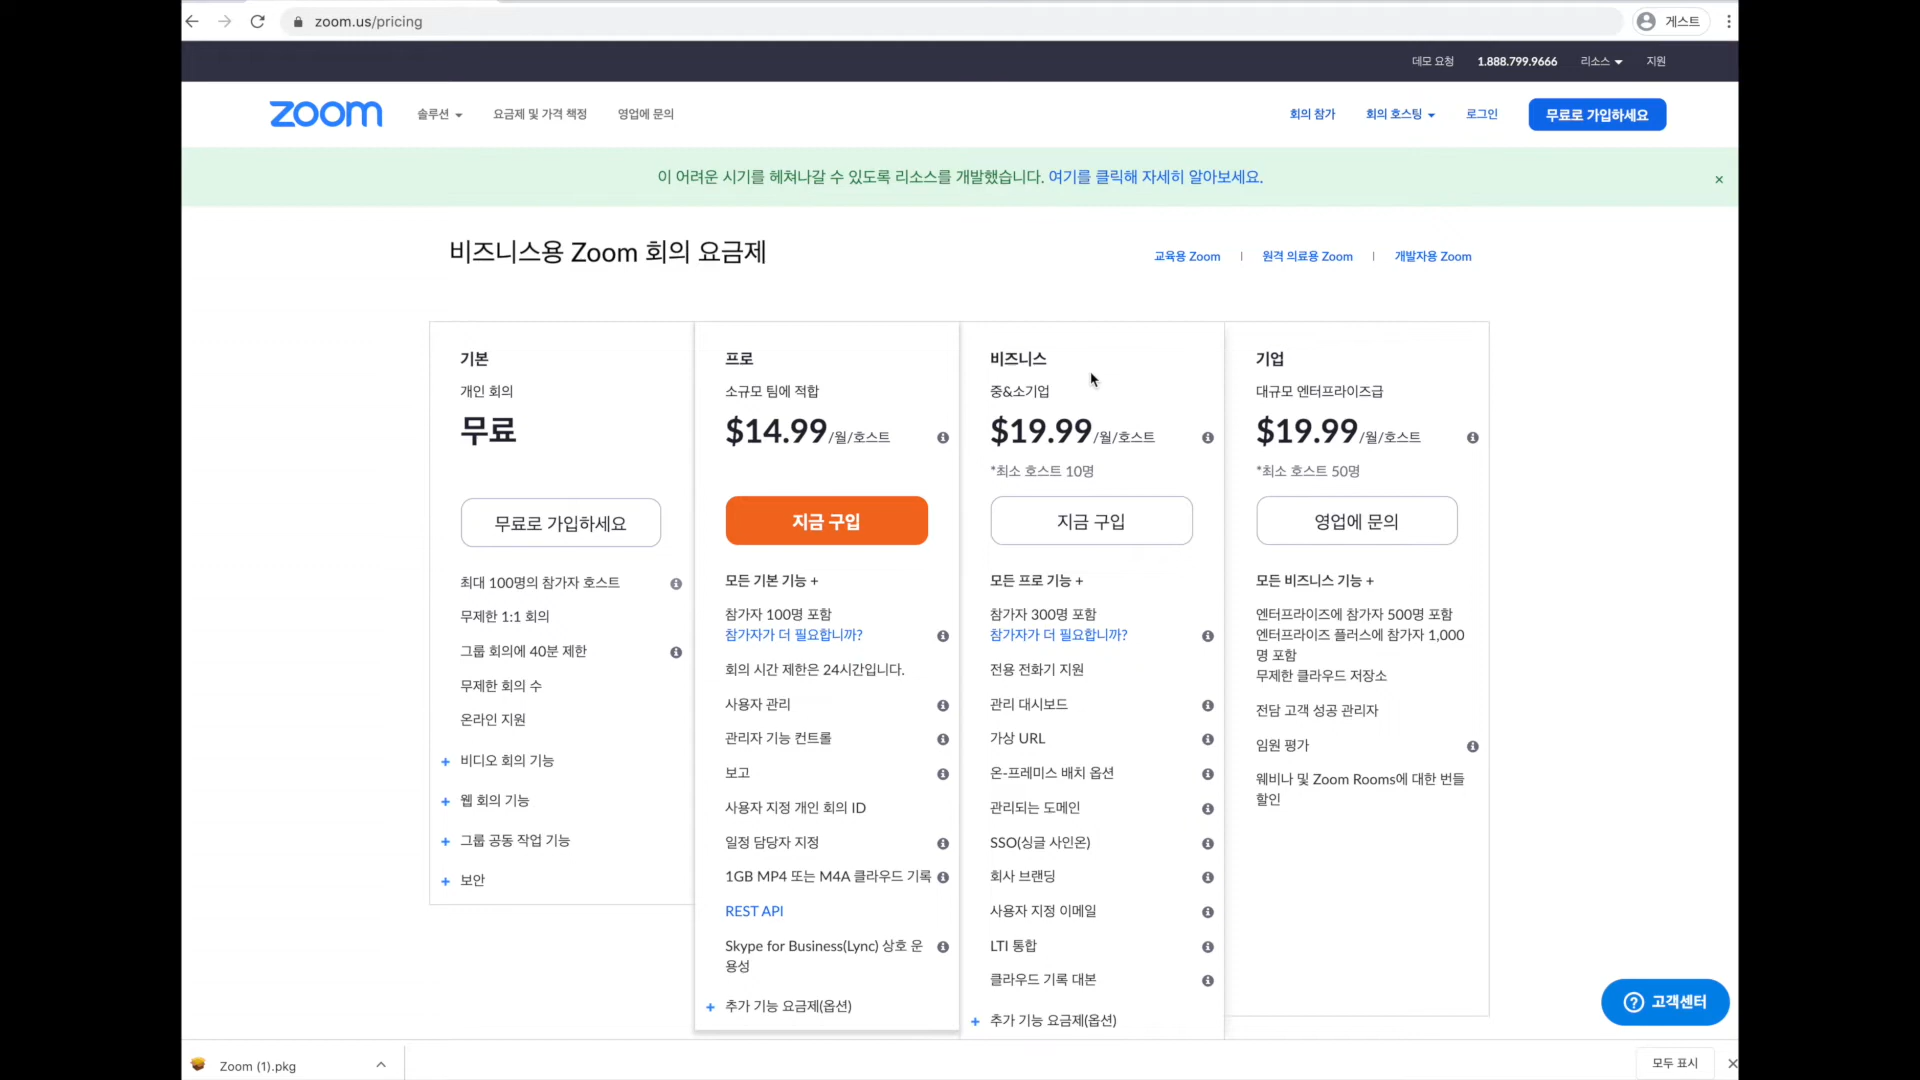 zoom.us/pricing
게스트
데모 요청 1.888.799.9666 리소스 지원
zoom 솔루션 요금제 및 가격 책정 영업에 문의 회의 참가 회의 호스팅 로그인 무료로 가입하세요
이 어려운 시기를 헤쳐나갈 수 있도록 리소스를 개발했습니다. 여기를 클릭해 자세히 알아보세요.
비즈니스용 Zoom 회의 요금제
교육용 Zoom | 원격 의료용 Zoom | 개발자용 Zoom
기본
개인 회의
무료
무료로 가입하세요
최대 100명의 참가자 호스트
무제한 1:1 회의
그룹 회의에 40분 제한
무제한 회의 수
온라인 지원
+ 비디오 회의 기능
+ 웹 회의 기능
+ 그룹 공동 작업 기능
+ 보안
프로
소규모 팀에 적합
$14.99/월/호스트
지금 구입
모든 기본 기능 +
참가자 100명 포함
참가자가 더 필요합니까?
회의 시간 제한은 24시간입니다.
사용자 관리
관리자 기능 컨트롤
보고
사용자 지정 개인 회의 ID
일정 담당자 지정
1GB MP4 또는 M4A 클라우드 기록
REST API
Skype for Business(Lync) 상호 운
용성
+ 추가 기능 요금제(옵션)
비즈니스
중&소기업
$19.99/월/호스트
*최소 호스트 10명
지금 구입
모든 프로 기능 +
참가자 300명 포함
참가자가 더 필요합니까?
전용 전화기 지원
관리 대시보드
가상 URL
온-프레미스 배치 옵션
관리되는 도메인
SSO(싱글 사인온)
회사 브랜딩
사용자 지정 이메일
LTI 통합
클라우드 기록 대본
+ 추가 기능 요금제(옵션)
기업
대규모 엔터프라이즈급
$19.99/월/호스트
*최소 호스트 50명
영업에 문의
모든 비즈니스 기능 +
엔터프라이즈에 참가자 500명 포함
엔터프라이즈 플러스에 참가자 1,000
명 포함
무제한 클라우드 저장소
전담 고객 성공 관리자
임원 평가
웨비나 및 Zoom Rooms에 대한 번들
할인
고객센터
Zoom (1).pkg
모두 표시